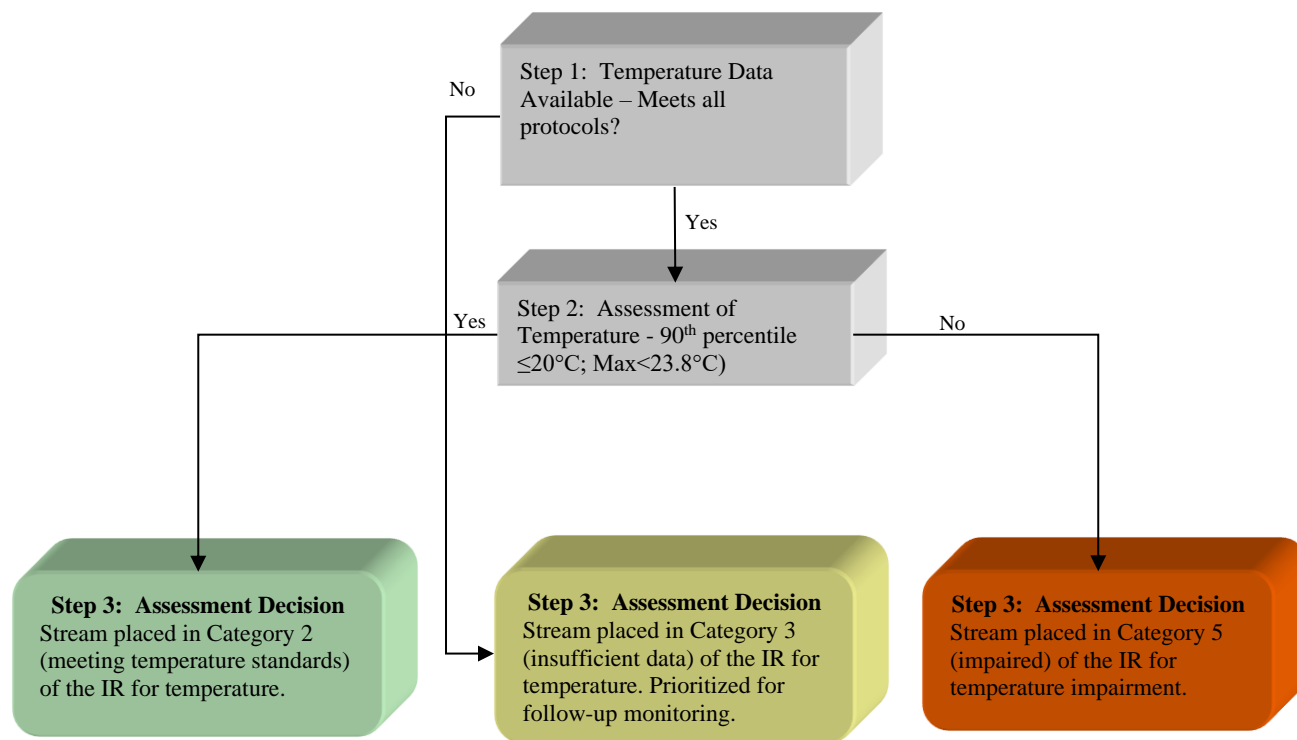 Step 1: Temperature Data
Available – Meets all
protocols?
No
Yes
Step 2: Assessment of
Temperature - 90th percentile
≤20°C; Max<23.8°C)
Yes
No
Step 3: Assessment Decision
Stream placed in Category 2
(meeting temperature standards)
of the IR for temperature.
Step 3: Assessment Decision
Stream placed in Category 3
(insufficient data) of the IR for
temperature. Prioritized for
follow-up monitoring.
Step 3: Assessment Decision
Stream placed in Category 5
(impaired) of the IR for
temperature impairment.